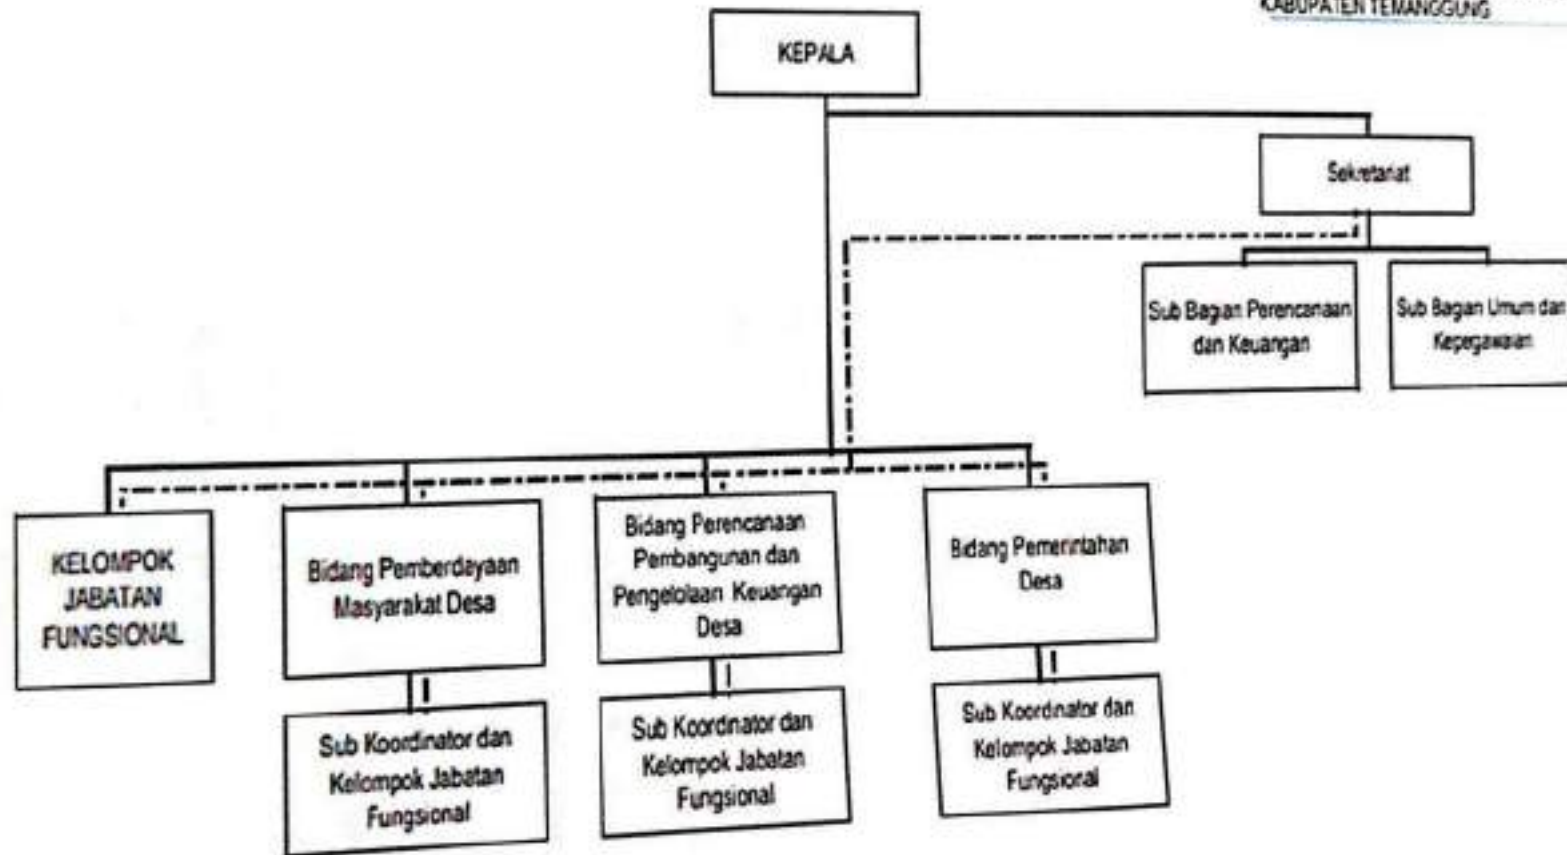 KABUPATEN TEMANGGUNG
KEPALA
Sekretariat
Sub Bagian Perencanaan
dan Keuangan
Sub Bagian Umum dan
Kepegawaian
KELOMPOK
JABATAN
FUNGSIONAL
Bidang Pemberdayaan
Masyarakat Desa
Bidang Perencanaan
Pembangunan dan
Pengelolaan Keuangan
Desa
Bidang Pemerintahan
Desa
Sub Koordinator dan
Kelompok Jabatan
Fungsional
Sub Koordinator dan
Kelompok Jabatan
Fungsional
Sub Koordinator dan
Kelompok Jabatan
Fungsional